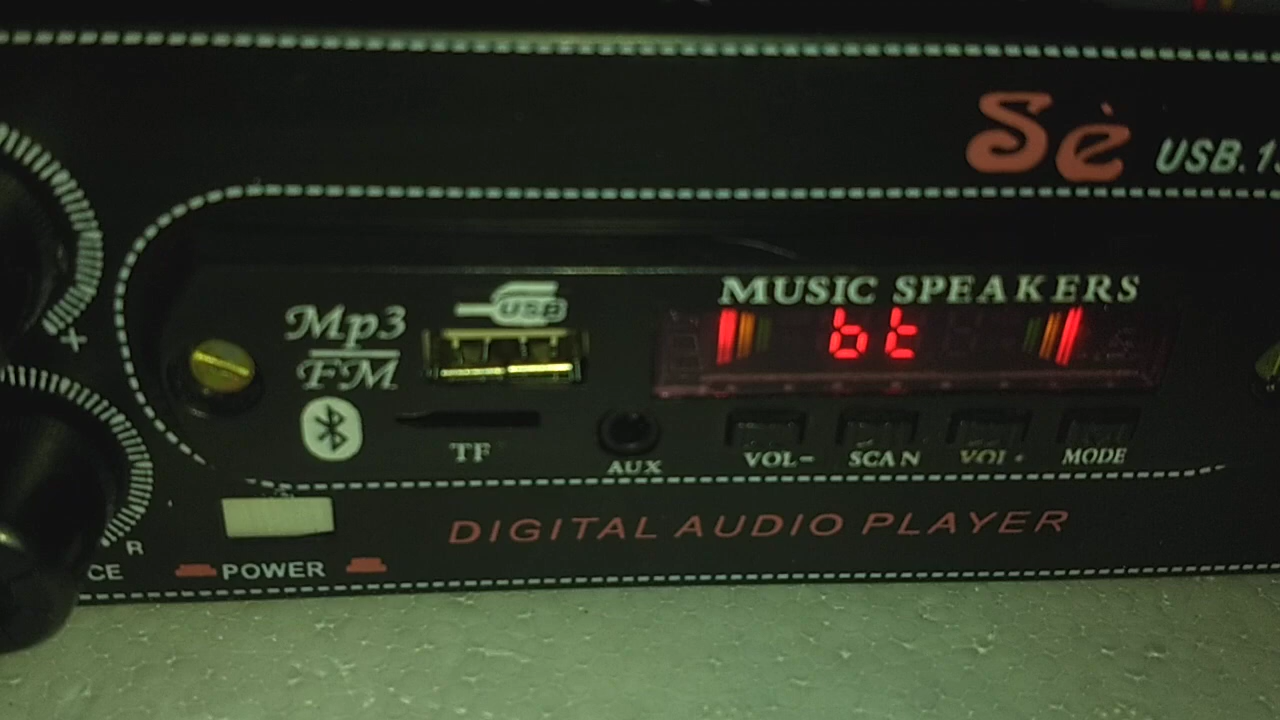 Sè USB.1
MUSIC SPEAKERS
USB
Mp3
FM
bt
TF
AUX
VOL- SCAN VOL+ MODE
+
R
DIGITAL AUDIO PLAYER
CE
POWER